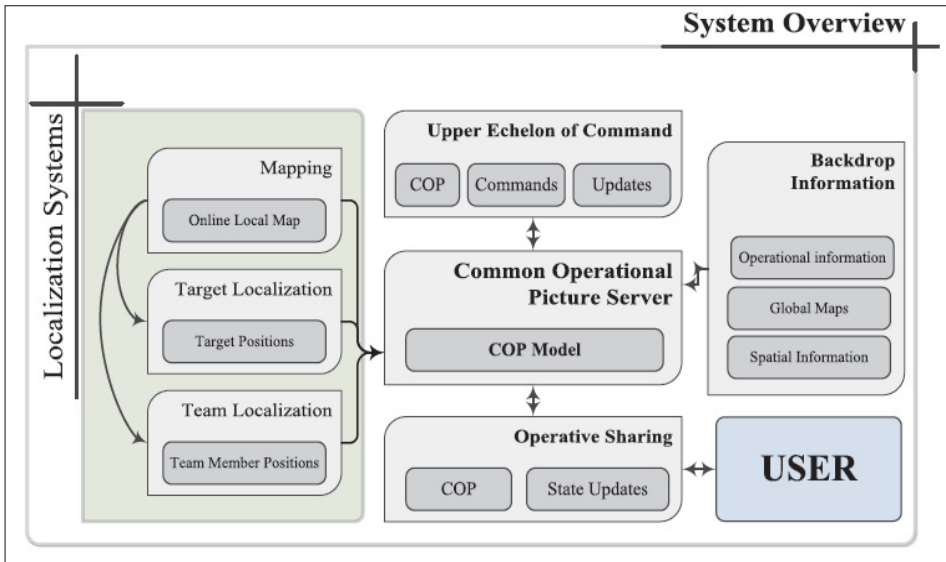 System Overview
Localization Systems
Mapping
Online Local Map
Target Localization
Target Positions
Team Localization
Team Member Positions
Upper Echelon of Command
COP
Commands
Updates
Common Operational
Picture Server
COP Model
Operative Sharing
COP
State Updates
Backdrop
Information
Operational information
Global Maps
Spatial Information
USER